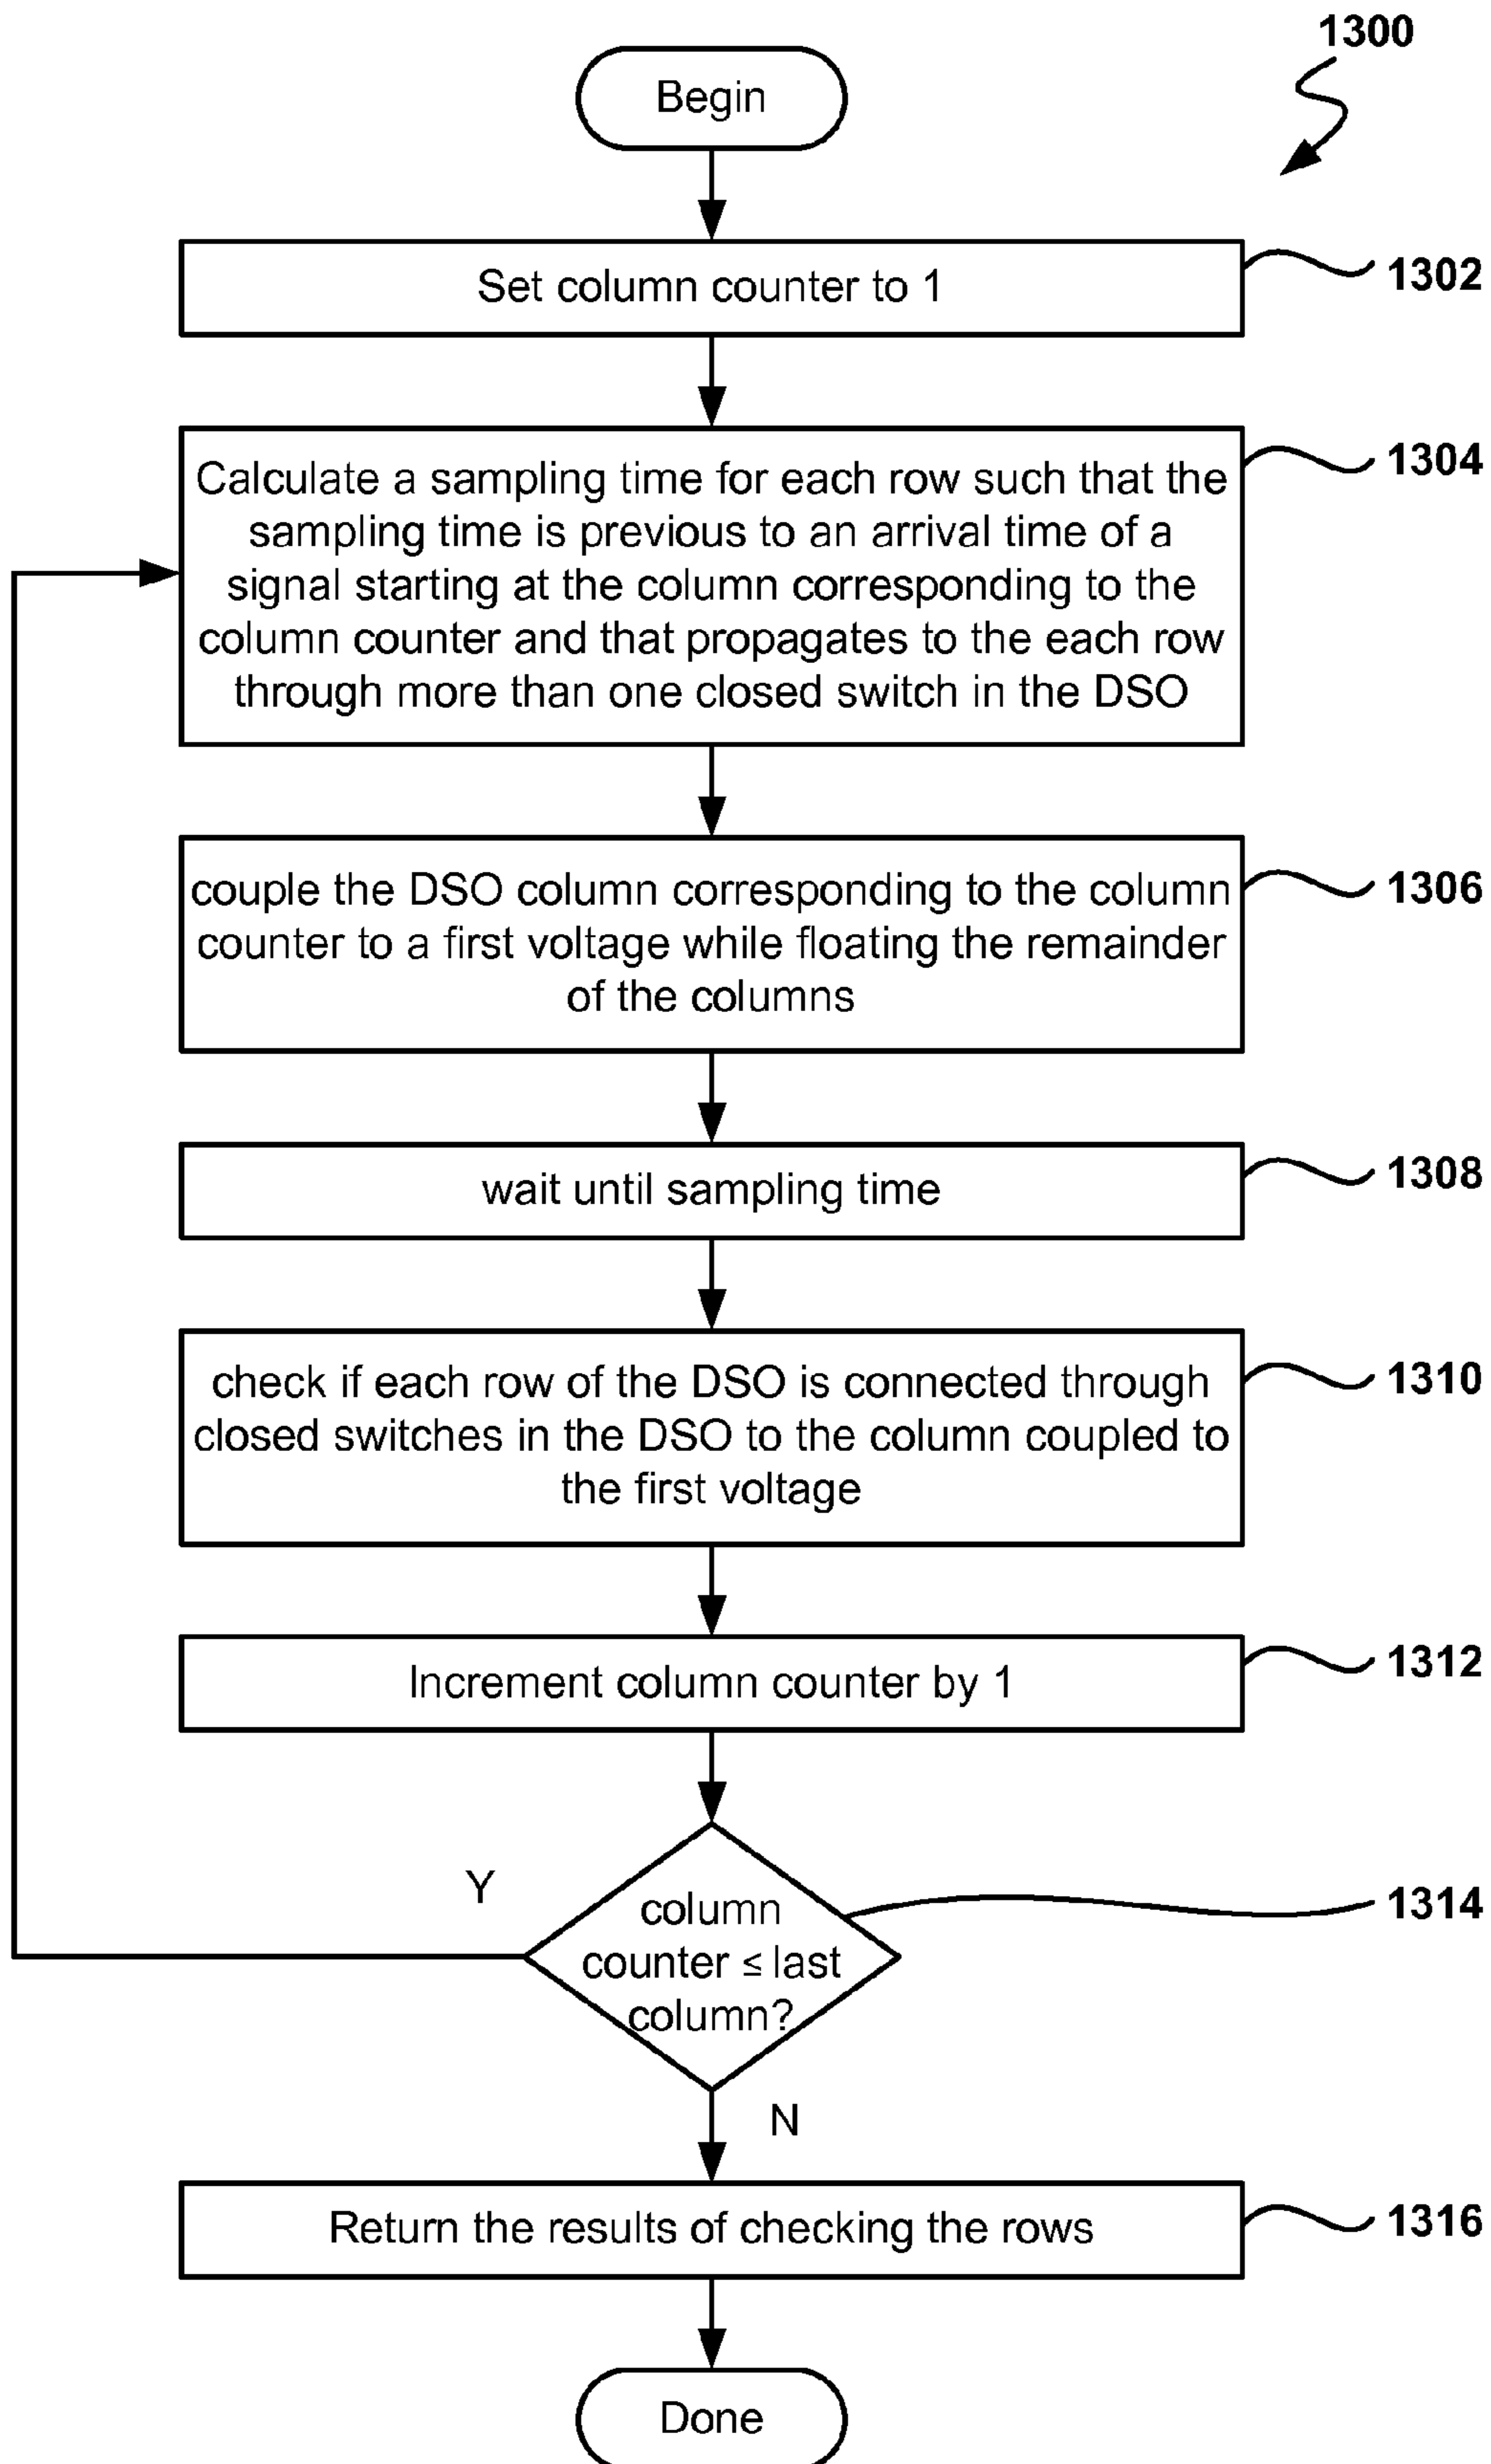 1300
Begin
Set column counter to 1
1302
Calculate a sampling time for each row such that the
sampling time is previous to an arrival time of a
signal starting at the column corresponding to the
column counter and that propagates to the each row
through more than one closed switch in the DSO
1304
couple the DSO column corresponding to the column
counter to a first voltage while floating the remainder
of the columns
1306
wait until sampling time
1308
check if each row of the DSO is connected through
closed switches in the DSO to the column coupled to
the first voltage
1310
Increment column counter by 1
1312
Y
column
counter ≤ last
column?
1314
N
Return the results of checking the rows
1316
Done